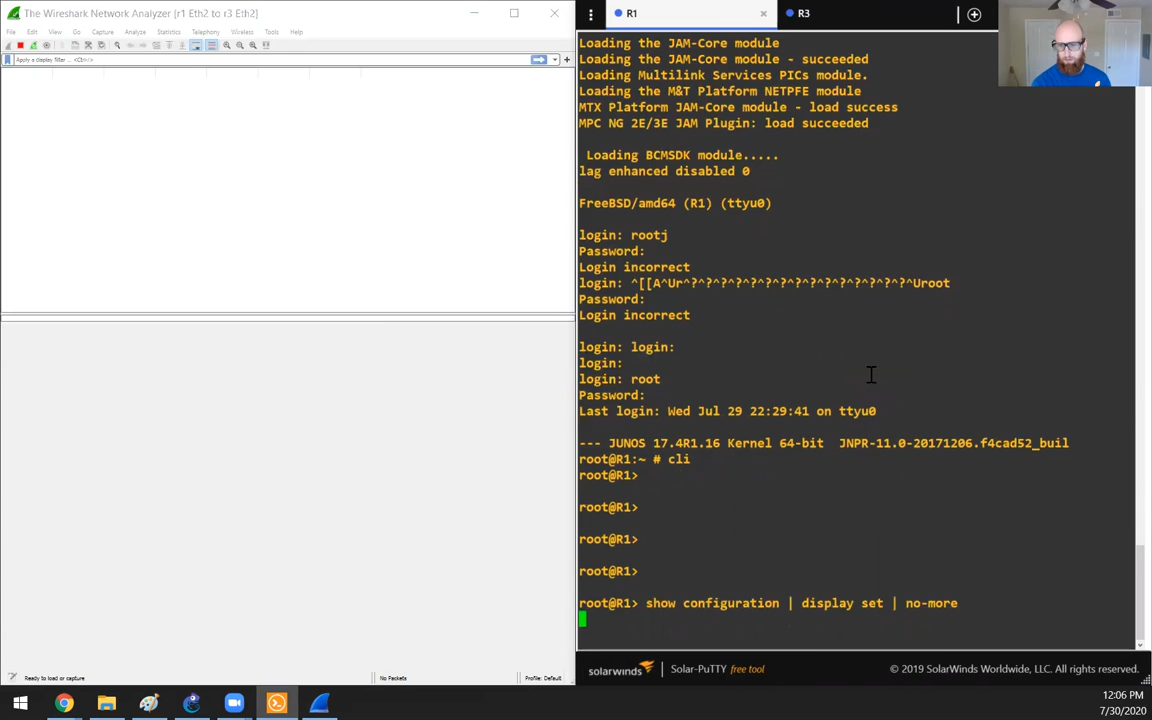 The Wireshark Network Analyzer [r1 Eth2 to r3 Eth2]
File Edit View Go Capture Analyze Statistics Telephony Wireless Tools Help
Apply a display filter ... <Ctrl-/>
Ready to load or capture
No Packets
Profile: Default
R1
R3
Loading the JAM-Core module
Loading the JAM-Core module - succeeded
Loading Multilink Services PICs module.
Loading the M&T Platform NETPFE module
MTX Platform JAM-Core module - load success
MPC NG 2E/3E JAM Plugin: load succeeded
Loading BCMSDK module.....
lag enhanced disabled 0
FreeBSD/amd64 (R1) (ttyu0)
login: rootj
Password:
Login incorrect
login: ^[[A^Ur^?^?^?^?^?^?^?^?^?^?^?^?^?^?^?^Uroot
Password:
Login incorrect
login: login:
login:
login: root
Password:
Last login: Wed Jul 29 22:29:41 on ttyu0
--- JUNOS 17.4R1.16 Kernel 64-bit  JNPR-11.0-20171206.f4cad52_buil
root@R1:~ # cli
root@R1>
root@R1>
root@R1>
root@R1>
root@R1> show configuration | display set | no-more
solarwinds
Solar-PuTTY free tool
© 2019 SolarWinds Worldwide, LLC. All rights reserved.
12:06 PM
7/30/2020